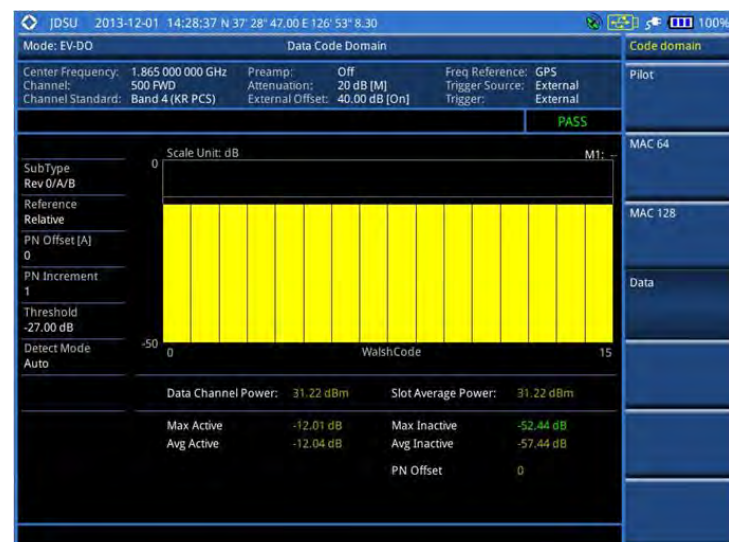 JDSU 2013-12-01 14:28:37 N 37° 28" 47.00 E 126° 53" 8.30 100%
Mode: EV-DO Data Code Domain Code domain
Center Frequency: 1.865 000 000 GHz Preamp: Off Freq Reference: GPS
Channel: 500 FWD Attenuation: 20 dB [M] Trigger Source: External
Channel Standard: Band 4 (KR PCS) External Offset: 40.00 dB [On] Trigger: External
PASS
Pilot
MAC 64
MAC 128
Data
SubType
Rev 0/A/B
Reference
Relative
PN Offset [A]
0
PN Increment
1
Threshold
-27.00 dB
Detect Mode
Auto
Scale Unit: dB M1: --
0
-50
0 WalshCode 15
Data Channel Power: 31.22 dBm Slot Average Power: 31.22 dBm
Max Active -12.01 dB Max Inactive -52.44 dB
Avg Active -12.04 dB Avg Inactive -57.44 dB
PN Offset 0